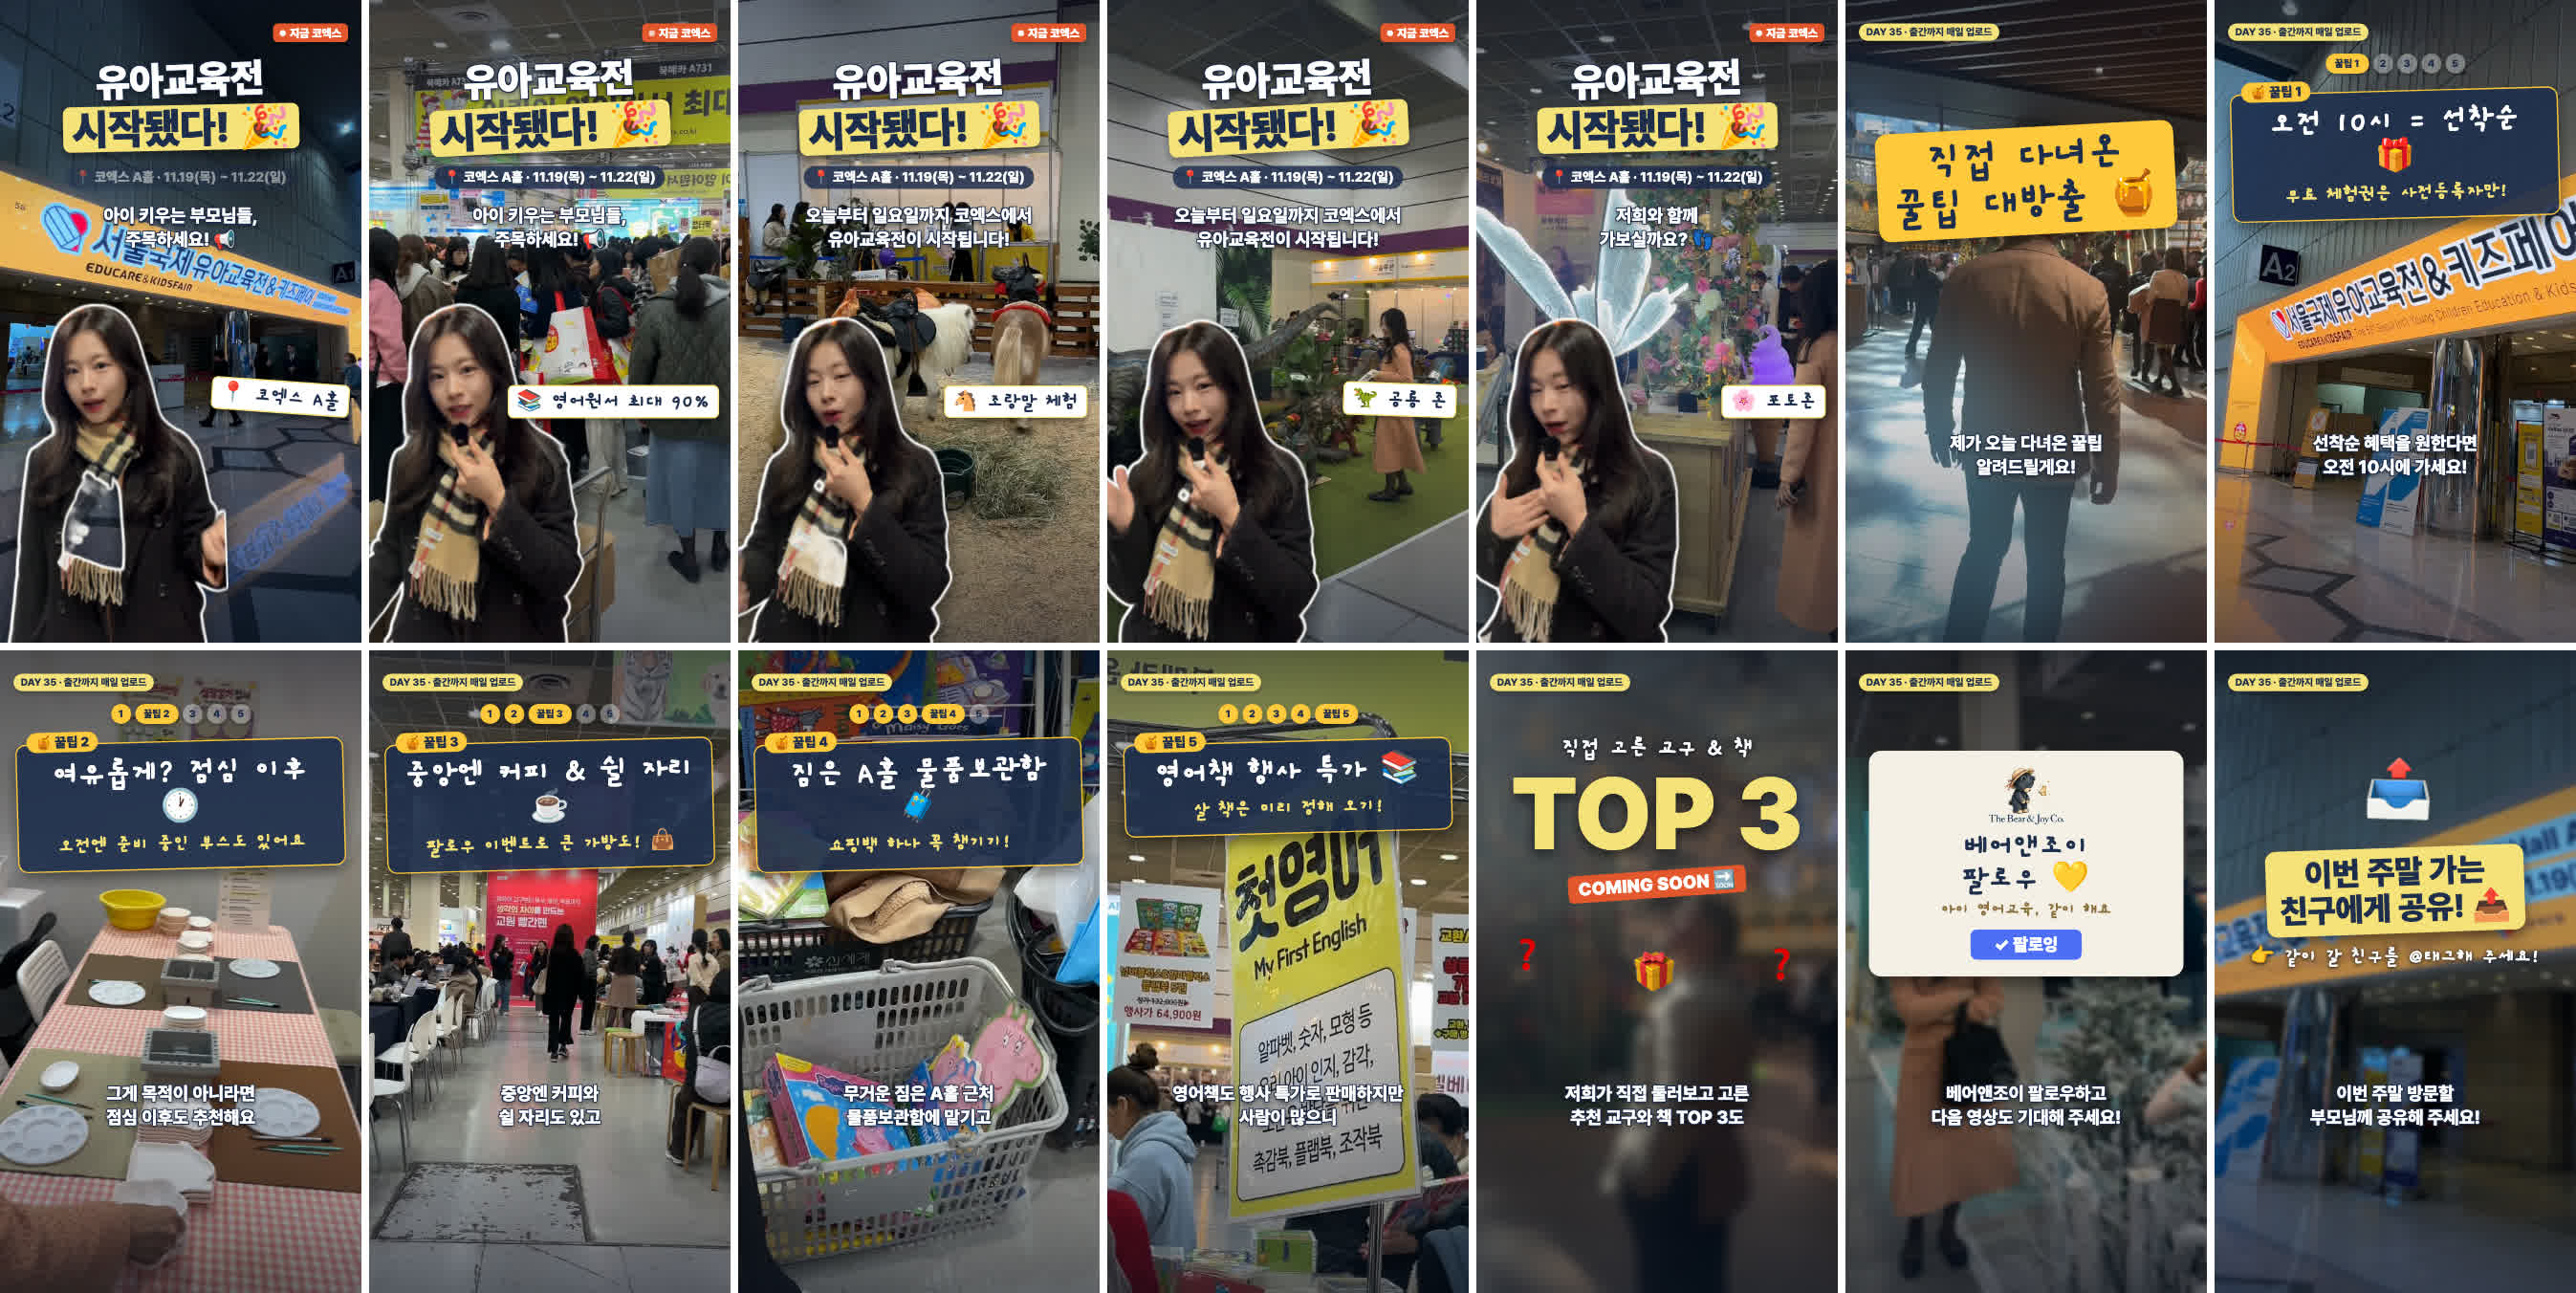 지금 코엑스
유아교육전
시작됐다!
코엑스 A홀 · 11.19(목) ~ 11.22(일)
아이 키우는 부모님들,
주목하세요!
서울국제유아교육전&키즈페어
EDUCARE&KIDSFAIR
A1
코엑스 A홀
지금 코엑스
북메카 A731
유아교육전
시작됐다!
코엑스 A홀 · 11.19(목) ~ 11.22(일)
아이 키우는 부모님들,
주목하세요!
영어원서 최대 90%
지금 코엑스
유아교육전
시작됐다!
코엑스 A홀 · 11.19(목) ~ 11.22(일)
오늘부터 일요일까지 코엑스에서
유아교육전이 시작됩니다!
조랑말 체험
지금 코엑스
유아교육전
시작됐다!
코엑스 A홀 · 11.19(목) ~ 11.22(일)
오늘부터 일요일까지 코엑스에서
유아교육전이 시작됩니다!
공룡 존
지금 코엑스
유아교육전
시작됐다!
코엑스 A홀 · 11.19(목) ~ 11.22(일)
저희와 함께
가보실까요?
포토존
DAY 35 · 출간까지 매일 업로드
직접 다녀온
꿀팁 대방출
제가 오늘 다녀온 꿀팁
알려드릴게요!
DAY 35 · 출간까지 매일 업로드
꿀팁 1 2 3 4 5
꿀팁 1
오전 10시 = 선착순
무료 체험권은 사전등록자만!
A2
서울국제유아교육전&키즈페어
EDUCARE&KIDSFAIR
선착순 혜택을 원한다면
오전 10시에 가세요!
DAY 35 · 출간까지 매일 업로드
1 꿀팁 2 3 4 5
꿀팁 2
여유롭게? 점심 이후
오전엔 준비 중인 부스도 있어요
그게 목적이 아니라면
점심 이후도 추천해요
DAY 35 · 출간까지 매일 업로드
1 2 꿀팁 3 4 5
꿀팁 3
중앙엔 커피 & 쉴 자리
팔로우 이벤트로 큰 가방도!
생각의 차이를 만드는
교원 빨간펜
중앙엔 커피와
쉴 자리도 있고
DAY 35 · 출간까지 매일 업로드
1 2 3 꿀팁 4 5
꿀팁 4
짐은 A홀 물품보관함
쇼핑백 하나 꼭 챙기기!
무거운 짐은 A홀 근처
물품보관함에 맡기고
DAY 35 · 출간까지 매일 업로드
1 2 3 4 꿀팁 5
꿀팁 5
영어책 행사 특가
살 책은 미리 정해 오기!
첫영어
My First English
행사가 64,900원
알파벳, 숫자, 모형 등
우리 아이 인지, 감각,
촉감북, 플랩북, 조작북
영어책도 행사 특가로 판매하지만
사람이 많으니
DAY 35 · 출간까지 매일 업로드
직접 고른 교구 & 책
TOP 3
COMING SOON
? ?
저희가 직접 둘러보고 고른
추천 교구와 책 TOP 3도
DAY 35 · 출간까지 매일 업로드
The Bear & Joy Co.
베어앤조이
팔로우
아이 영어교육, 같이 해요
✓ 팔로잉
베어앤조이 팔로우하고
다음 영상도 기대해 주세요!
DAY 35 · 출간까지 매일 업로드
이번 주말 가는
친구에게 공유!
같이 갈 친구를 @태그해 주세요!
이번 주말 방문할
부모님께 공유해 주세요!